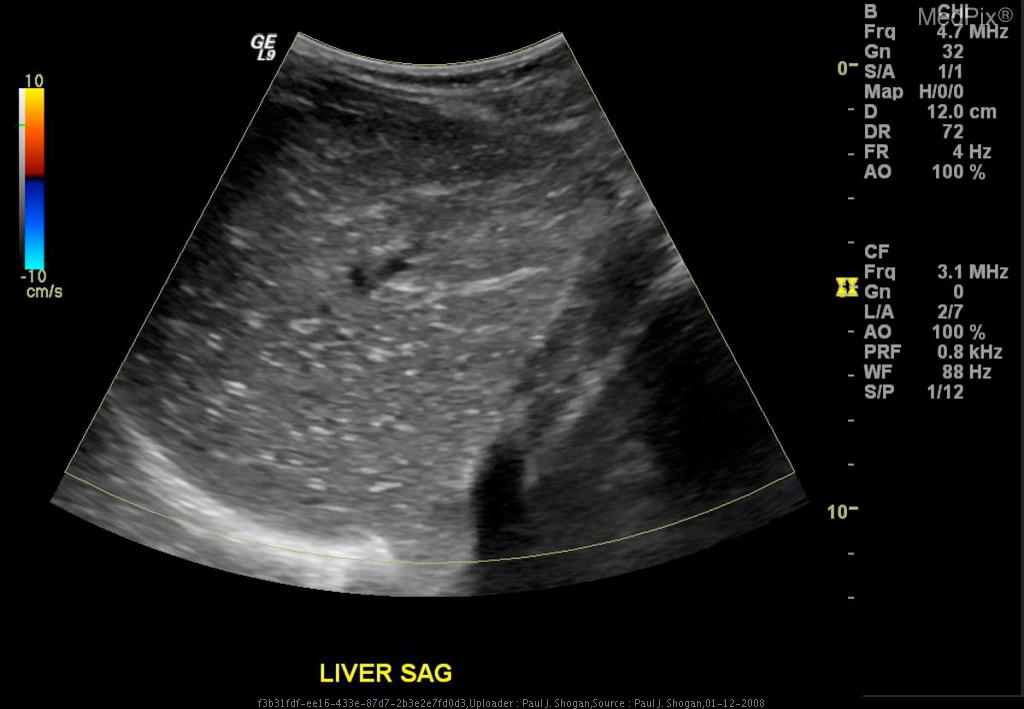 MedPix®
GE
L9
10
-10
cm/s
B CHI
Frq 4.7 MHz
Gn 32
S/A 1/1
Map H/0/0
D 12.0 cm
DR 72
FR 4 Hz
AO 100 %
CF
Frq 3.1 MHz
Gn 0
L/A 2/7
AO 100 %
PRF 0.8 kHz
WF 88 Hz
S/P 1/12
0
10
LIVER SAG
f3b31fdf-ee16-433e-87d7-2b3e2e7fd0d3,Uploader : Paul J. Shogan,Source : Paul J. Shogan,01-12-2008